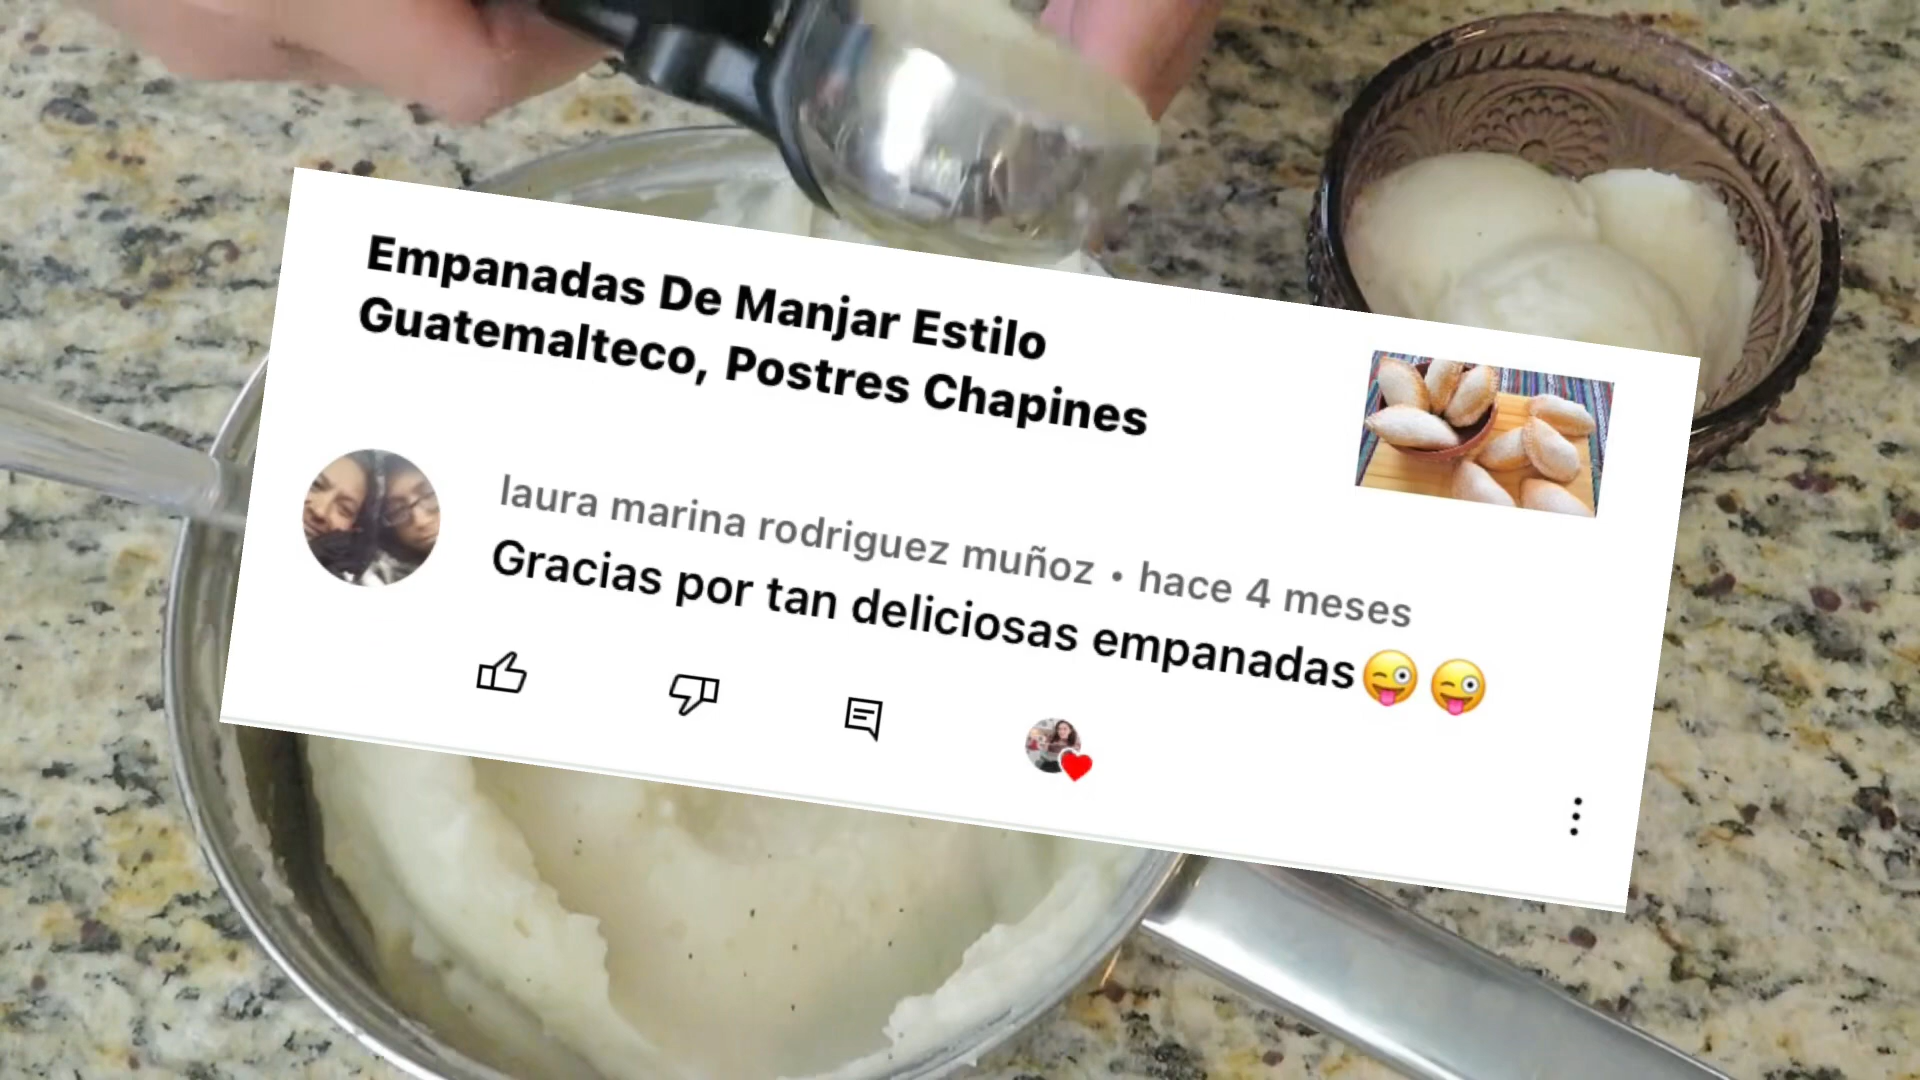 Empanadas De Manjar Estilo
Guatemalteco, Postres Chapines
laura marina rodriguez muñoz • hace 4 meses
Gracias por tan deliciosas empanadas😜😜